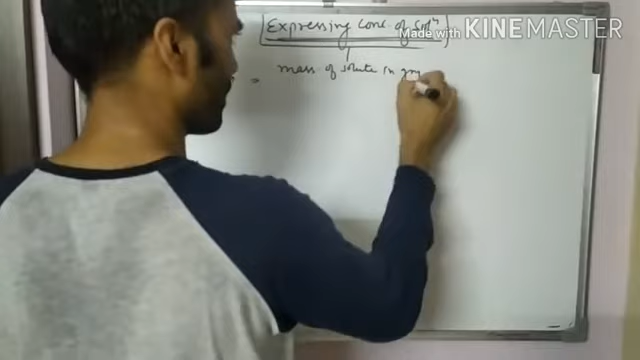 Expressing Conc. of Solⁿ
Made with KINEMASTER
= mass of solute in gm